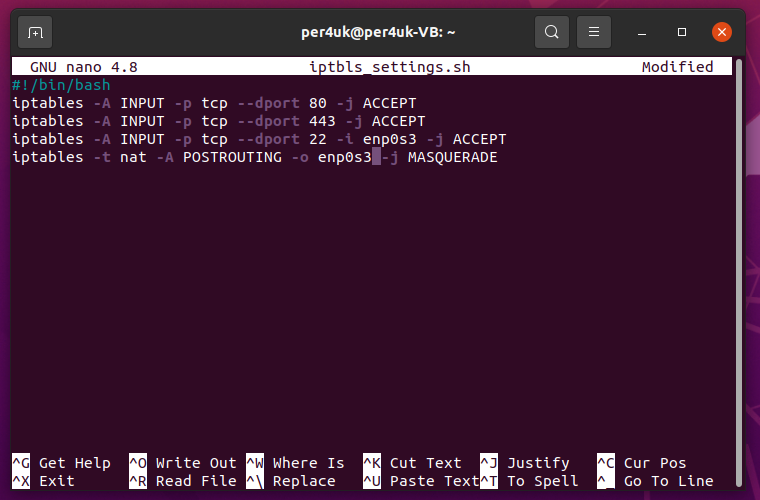 per4uk@per4uk-VB: ~
GNU nano 4.8 iptbls_settings.sh Modified
#!/bin/bash
iptables -A INPUT -p tcp --dport 80 -j ACCEPT
iptables -A INPUT -p tcp --dport 443 -j ACCEPT
iptables -A INPUT -p tcp --dport 22 -i enp0s3 -j ACCEPT
iptables -t nat -A POSTROUTING -o enp0s3 -j MASQUERADE
^G Get Help ^O Write Out ^W Where Is ^K Cut Text ^J Justify ^C Cur Pos
^X Exit ^R Read File ^\ Replace ^U Paste Text^T To Spell ^_ Go To Line